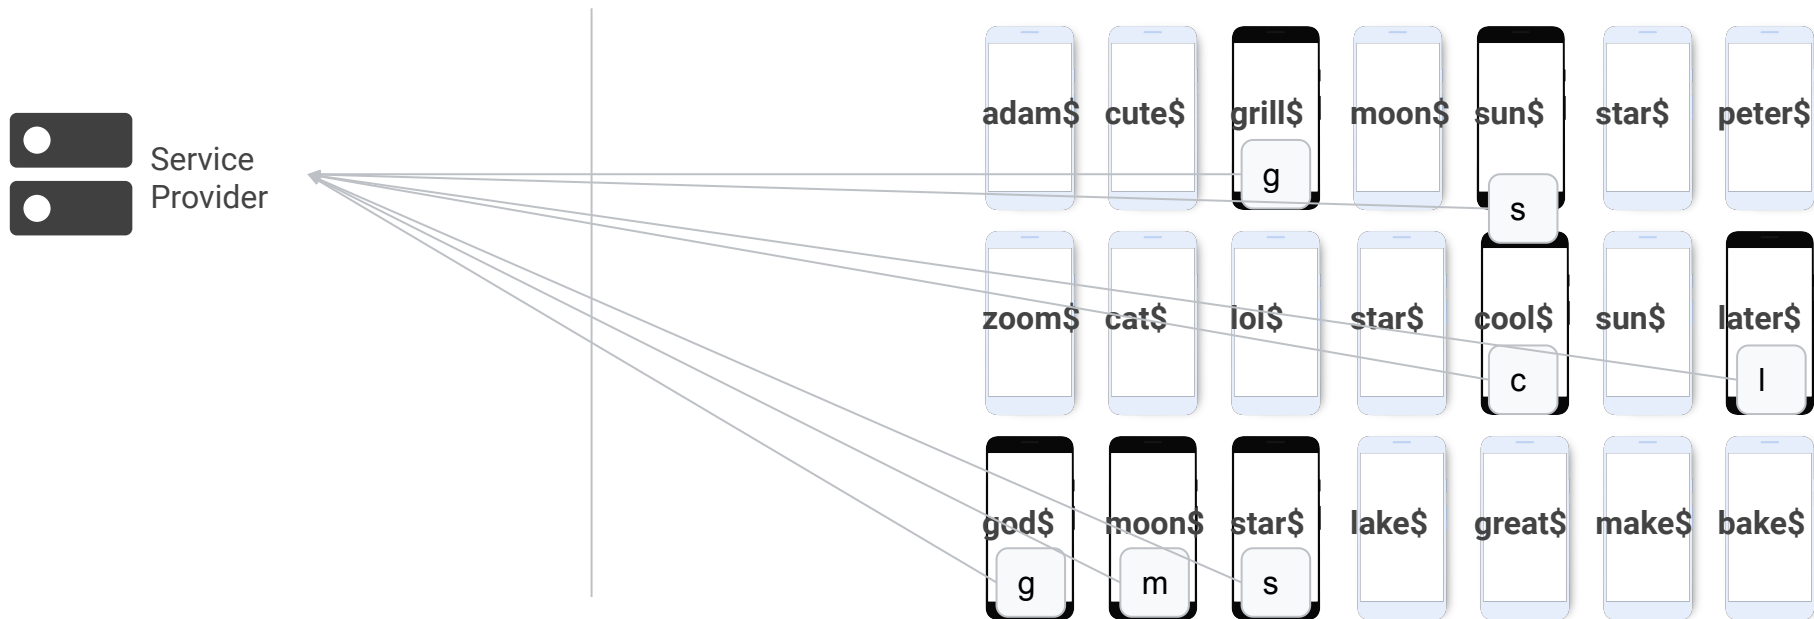 Service
Provider
adam$ cute$ grill$ moon$ sun$ star$ peter$
g
s
zoom$ cat$ lol$ star$ cool$ sun$ later$
c l
god$ moon$ star$ lake$ great$ make$ bake$
g m s